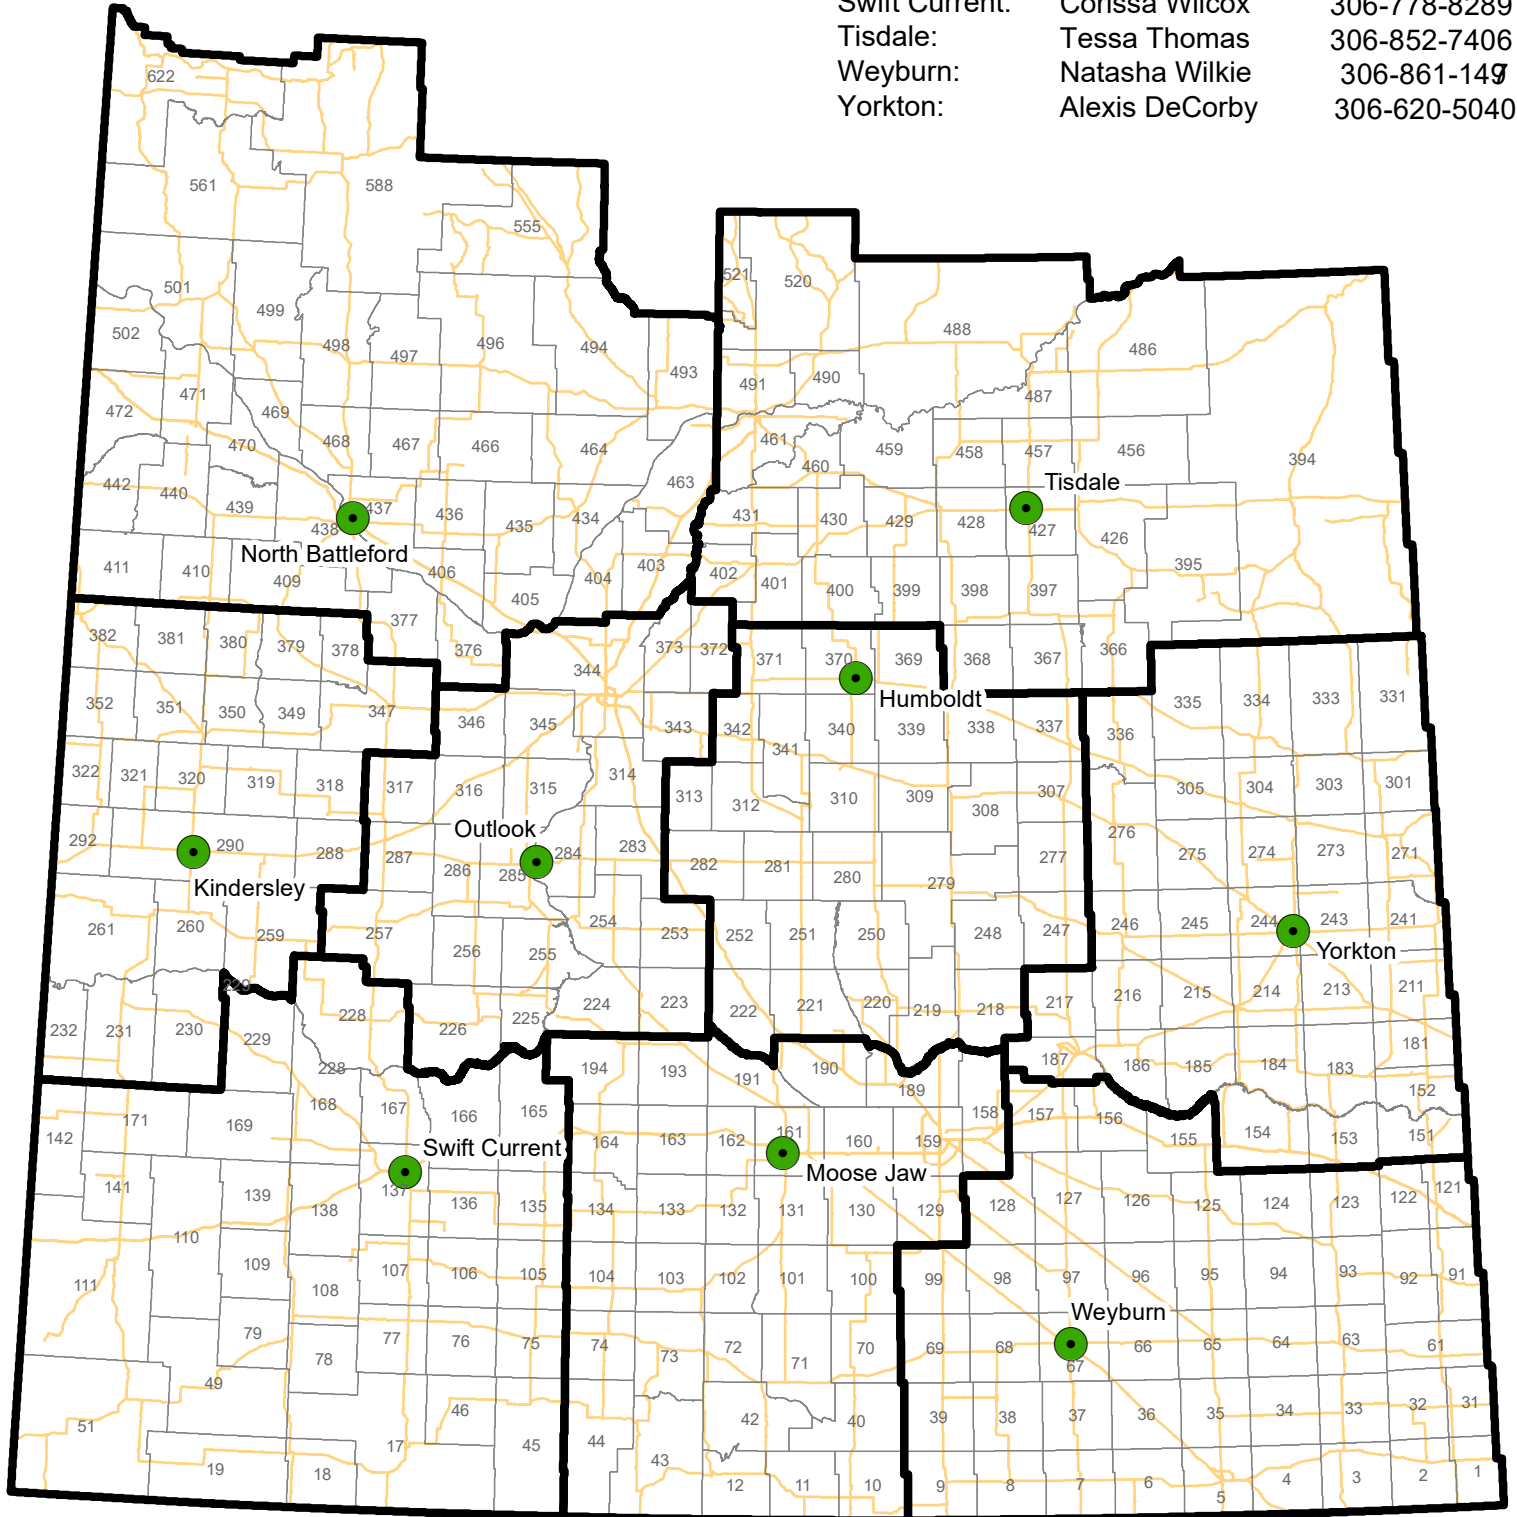 Swift Current: Corissa Wilcox 306-778-8289
Tisdale: Tessa Thomas 306-852-7406
Weyburn: Natasha Wilkie 306-861-149
Yorkton: Alexis DeCorby 306-620-5040
622
561 588
555
521 520
501 499 488
502 498 497 496 494 486
493 491 490
471 487
472 469
470 468 467 466 464 461 459 458 457 456 394
460
442 440 463 Tisdale
439 438 437 436 435 434 431 430 429 428 427 426
North Battleford
411 410 409 406 404 403 402 401 400 399 398 397 395
405
377
382 381 380 379 378 376 344 373 372 371 370 369 368 367 366
352 351 350 349 347 346 345 343 342 340 339 338 337 336 335 334 333 331
Humboldt
341
322 321 320 319 318 317 316 315 314 313 312 310 309 308 307 305 304 303 301
Outlook
292 290 288 287 286 285 284 283 282 281 280 279 277 276 275 274 273 271
Kindersley
261 260 259 257 256 255 254 253 252 251 250 248 247 246 245 244 243 241
Yorkton
229
232 231 230 229 228 226 225 224 223 222 221 220 219 218 217 216 215 214 213 211
228 194 193 191 190 189 187 186 185 184 183 181
171 169 168 167 166 165 158 157 156 152
142 164 163 162 161 160 159 155 154 153 151
Swift Current
Moose Jaw
141 139 138 137 136 135 134 133 132 131 130 129 128 127 126 125 124 123 122 121
110
111 109 108 107 106 105 104 103 102 101 100 99 98 97 96 95 94 93 92 91
Weyburn
79 78 77 76 75 74 73 72 71 70 69 68 67 66 65 64 63 61
49
51 46 45 44 42 40 39 38 37 36 35 34 33 32 31
19 18 17 43 12 11 10 9 8 7 6 5 4 3 2 1